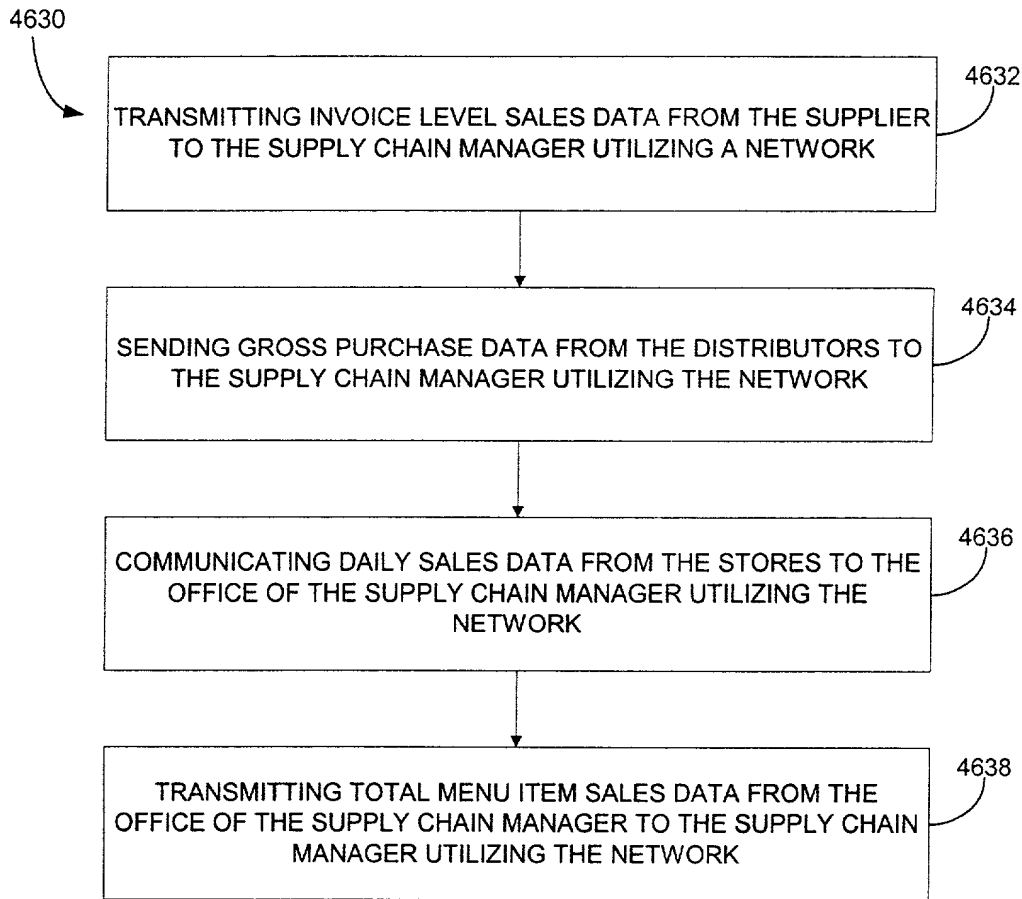 4630
4632
TRANSMITTING INVOICE LEVEL SALES DATA FROM THE SUPPLIER
TO THE SUPPLY CHAIN MANAGER UTILIZING A NETWORK
4634
SENDING GROSS PURCHASE DATA FROM THE DISTRIBUTORS TO
THE SUPPLY CHAIN MANAGER UTILIZING THE NETWORK
4636
COMMUNICATING DAILY SALES DATA FROM THE STORES TO THE
OFFICE OF THE SUPPLY CHAIN MANAGER UTILIZING THE
NETWORK
4638
TRANSMITTING TOTAL MENU ITEM SALES DATA FROM THE
OFFICE OF THE SUPPLY CHAIN MANAGER TO THE SUPPLY CHAIN
MANAGER UTILIZING THE NETWORK